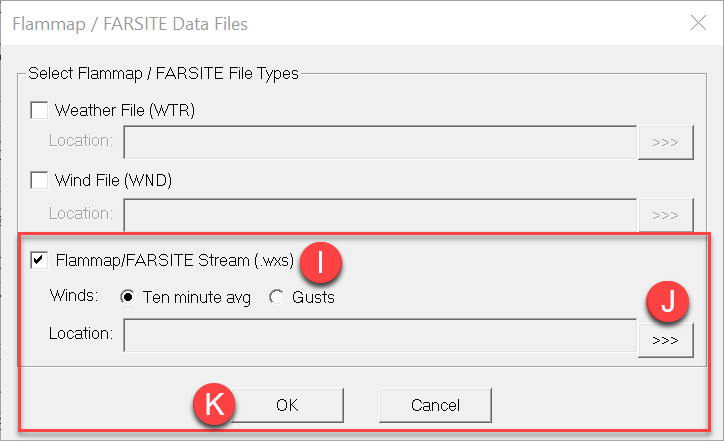 Flammap / FARSITE Data Files
Select Flammap / FARSITE File Types
Weather File (WTR)
Location: >>>
Wind File (WND)
Location: >>>
Flammap/FARSITE Stream (.wxs) I
Winds: Ten minute avg Gusts J
Location: >>>
K OK Cancel